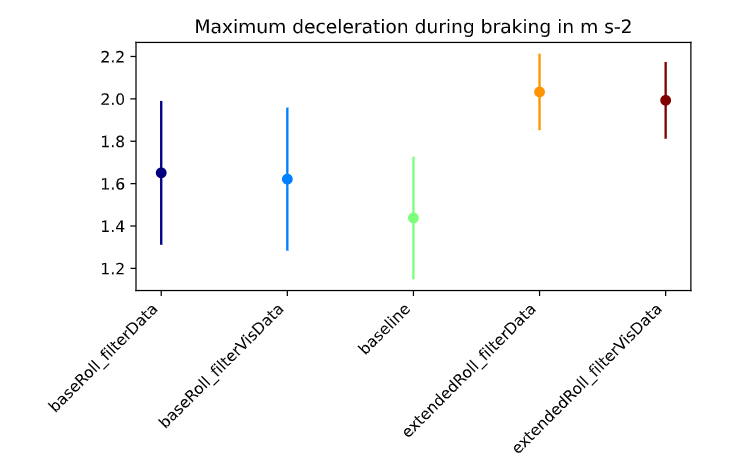 Maximum deceleration during braking in m s-2
2.2
2.0
1.8
1.6
1.4
1.2
baseRoll_filterData
baseRoll_filterVisData
baseline
extendedRoll_filterData
extendedRoll_filterVisData